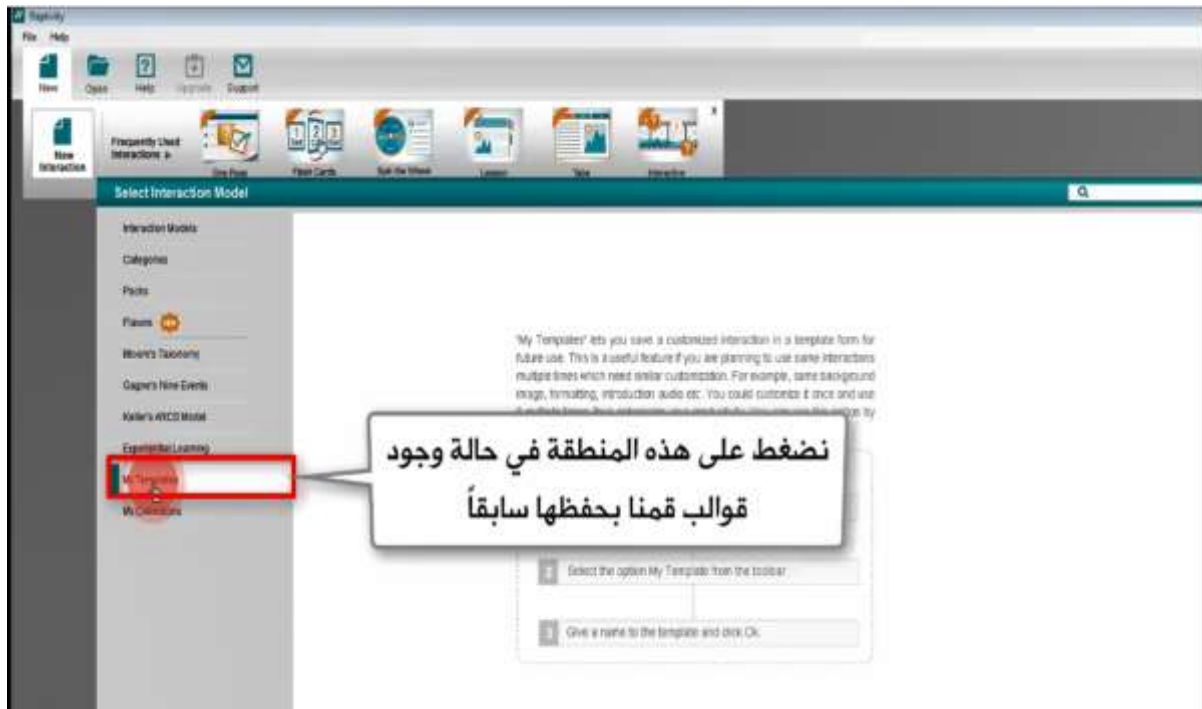 Raptivity
File Help
New Open Help Upgrade Support
New Interaction
Frequently Used Interactions
Flash Cards Spin the Wheel Lesson Tabs Interactive
Select Interaction Model
Interaction Models
Categories
Packs
Flavors
Bloom's Taxonomy
Gagne's Nine Events
Keller's ARCS Model
Experiential Learning
My Templates
My Collections
'My Templates' lets you save a customized interaction in a template form for
future use. This is a useful feature if you are planning to use same interactions
multiple times which need similar customization. For example, same background
image, formatting, introduction audio etc. You could customize it once and use
نضغط على هذه المنطقة في حالة وجود
قوالب قمنا بحفظها سابقاً
2 Select the option My Template from the toolbar
3 Give a name to the template and click Ok.